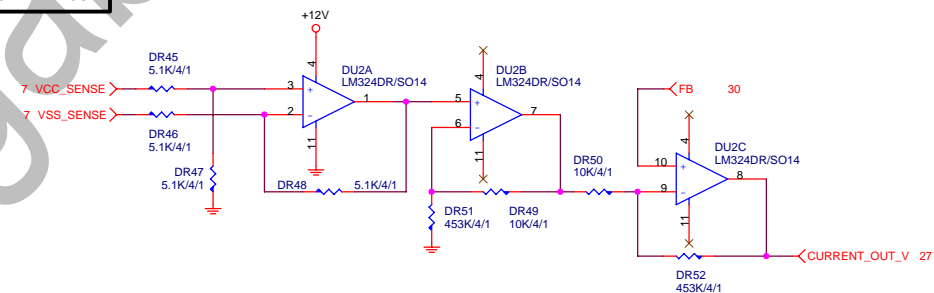 +12V
DR45
5.1K/4/1
7 VCC_SENSE
7 VSS_SENSE
DR46
5.1K/4/1
DR47
5.1K/4/1
DR48
5.1K/4/1
4
DU2A
LM324DR/SO14
3
+
2
-
1
11
4
DU2B
LM324DR/SO14
5
+
6
-
7
11
DR51
453K/4/1
DR49
10K/4/1
DR50
10K/4/1
FB 30
4
DU2C
LM324DR/SO14
10
+
9
-
8
11
DR52
453K/4/1
CURRENT_OUT_V 27